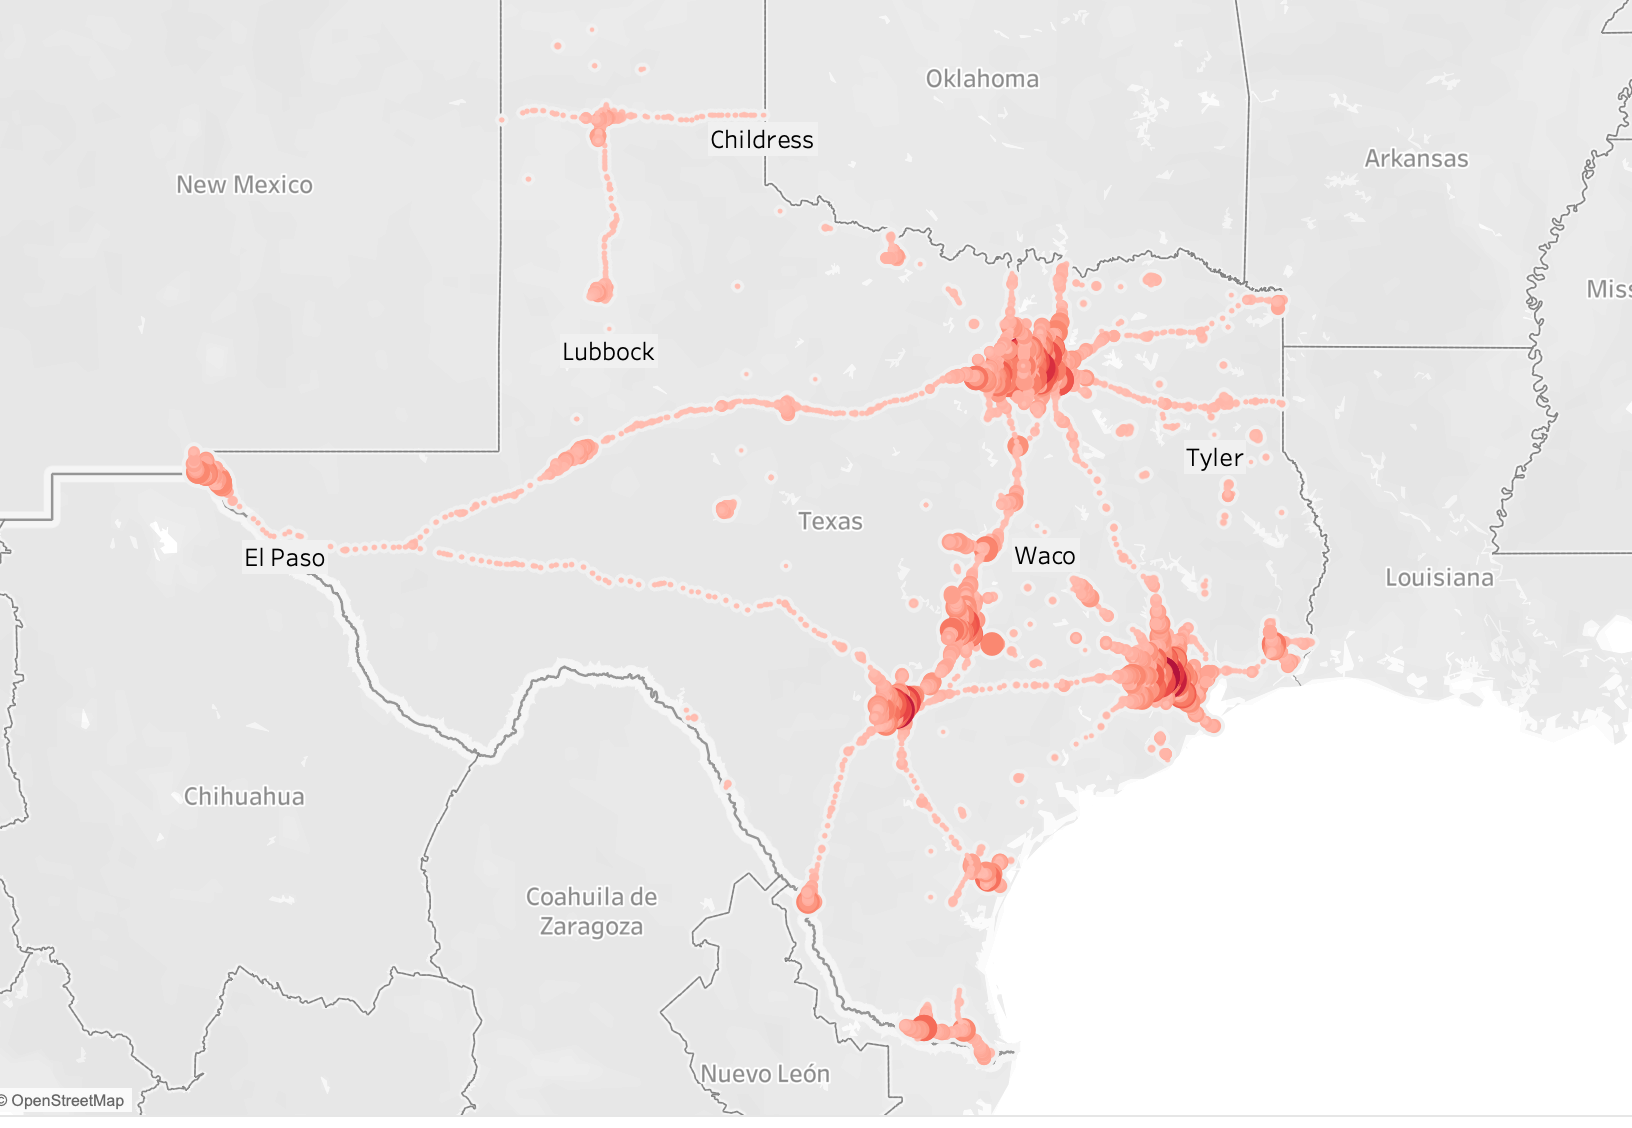 Oklahoma
Childress
Arkansas
New Mexico
Miss
Lubbock
Tyler
Texas
Waco
El Paso
Louisiana
Chihuahua
Coahuila de
Zaragoza
Nuevo León
© OpenStreetMap